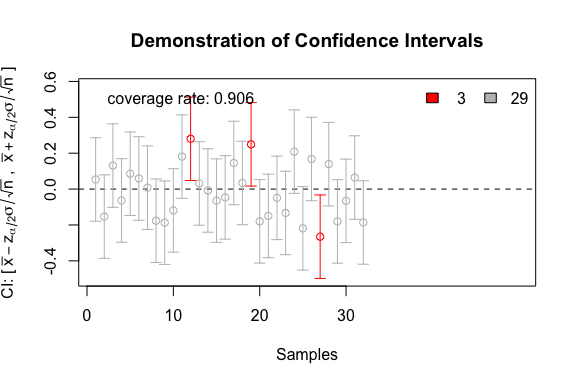 Demonstration of Confidence Intervals
coverage rate: 0.906
3
29
CI: [ x̅ − zα/2σ/√n , x̅ + zα/2σ/√n ]
0.6
0.4
0.2
0.0
-0.4
0 10 20 30
Samples